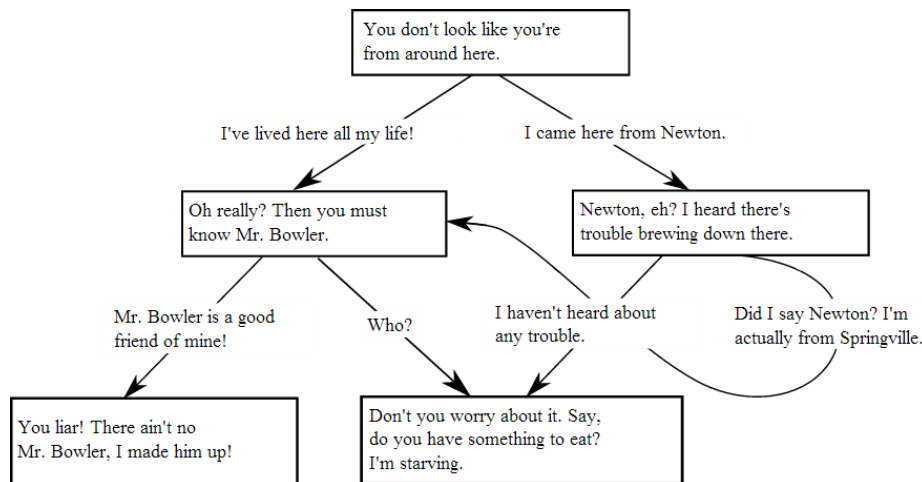 You don't look like you're
from around here.
I've lived here all my life!
I came here from Newton.
Oh really? Then you must
know Mr. Bowler.
Newton, eh? I heard there's
trouble brewing down there.
Mr. Bowler is a good
friend of mine!
Who?
I haven't heard about
any trouble.
Did I say Newton? I'm
actually from Springville.
You liar! There ain't no
Mr. Bowler, I made him up!
Don't you worry about it. Say,
do you have something to eat?
I'm starving.